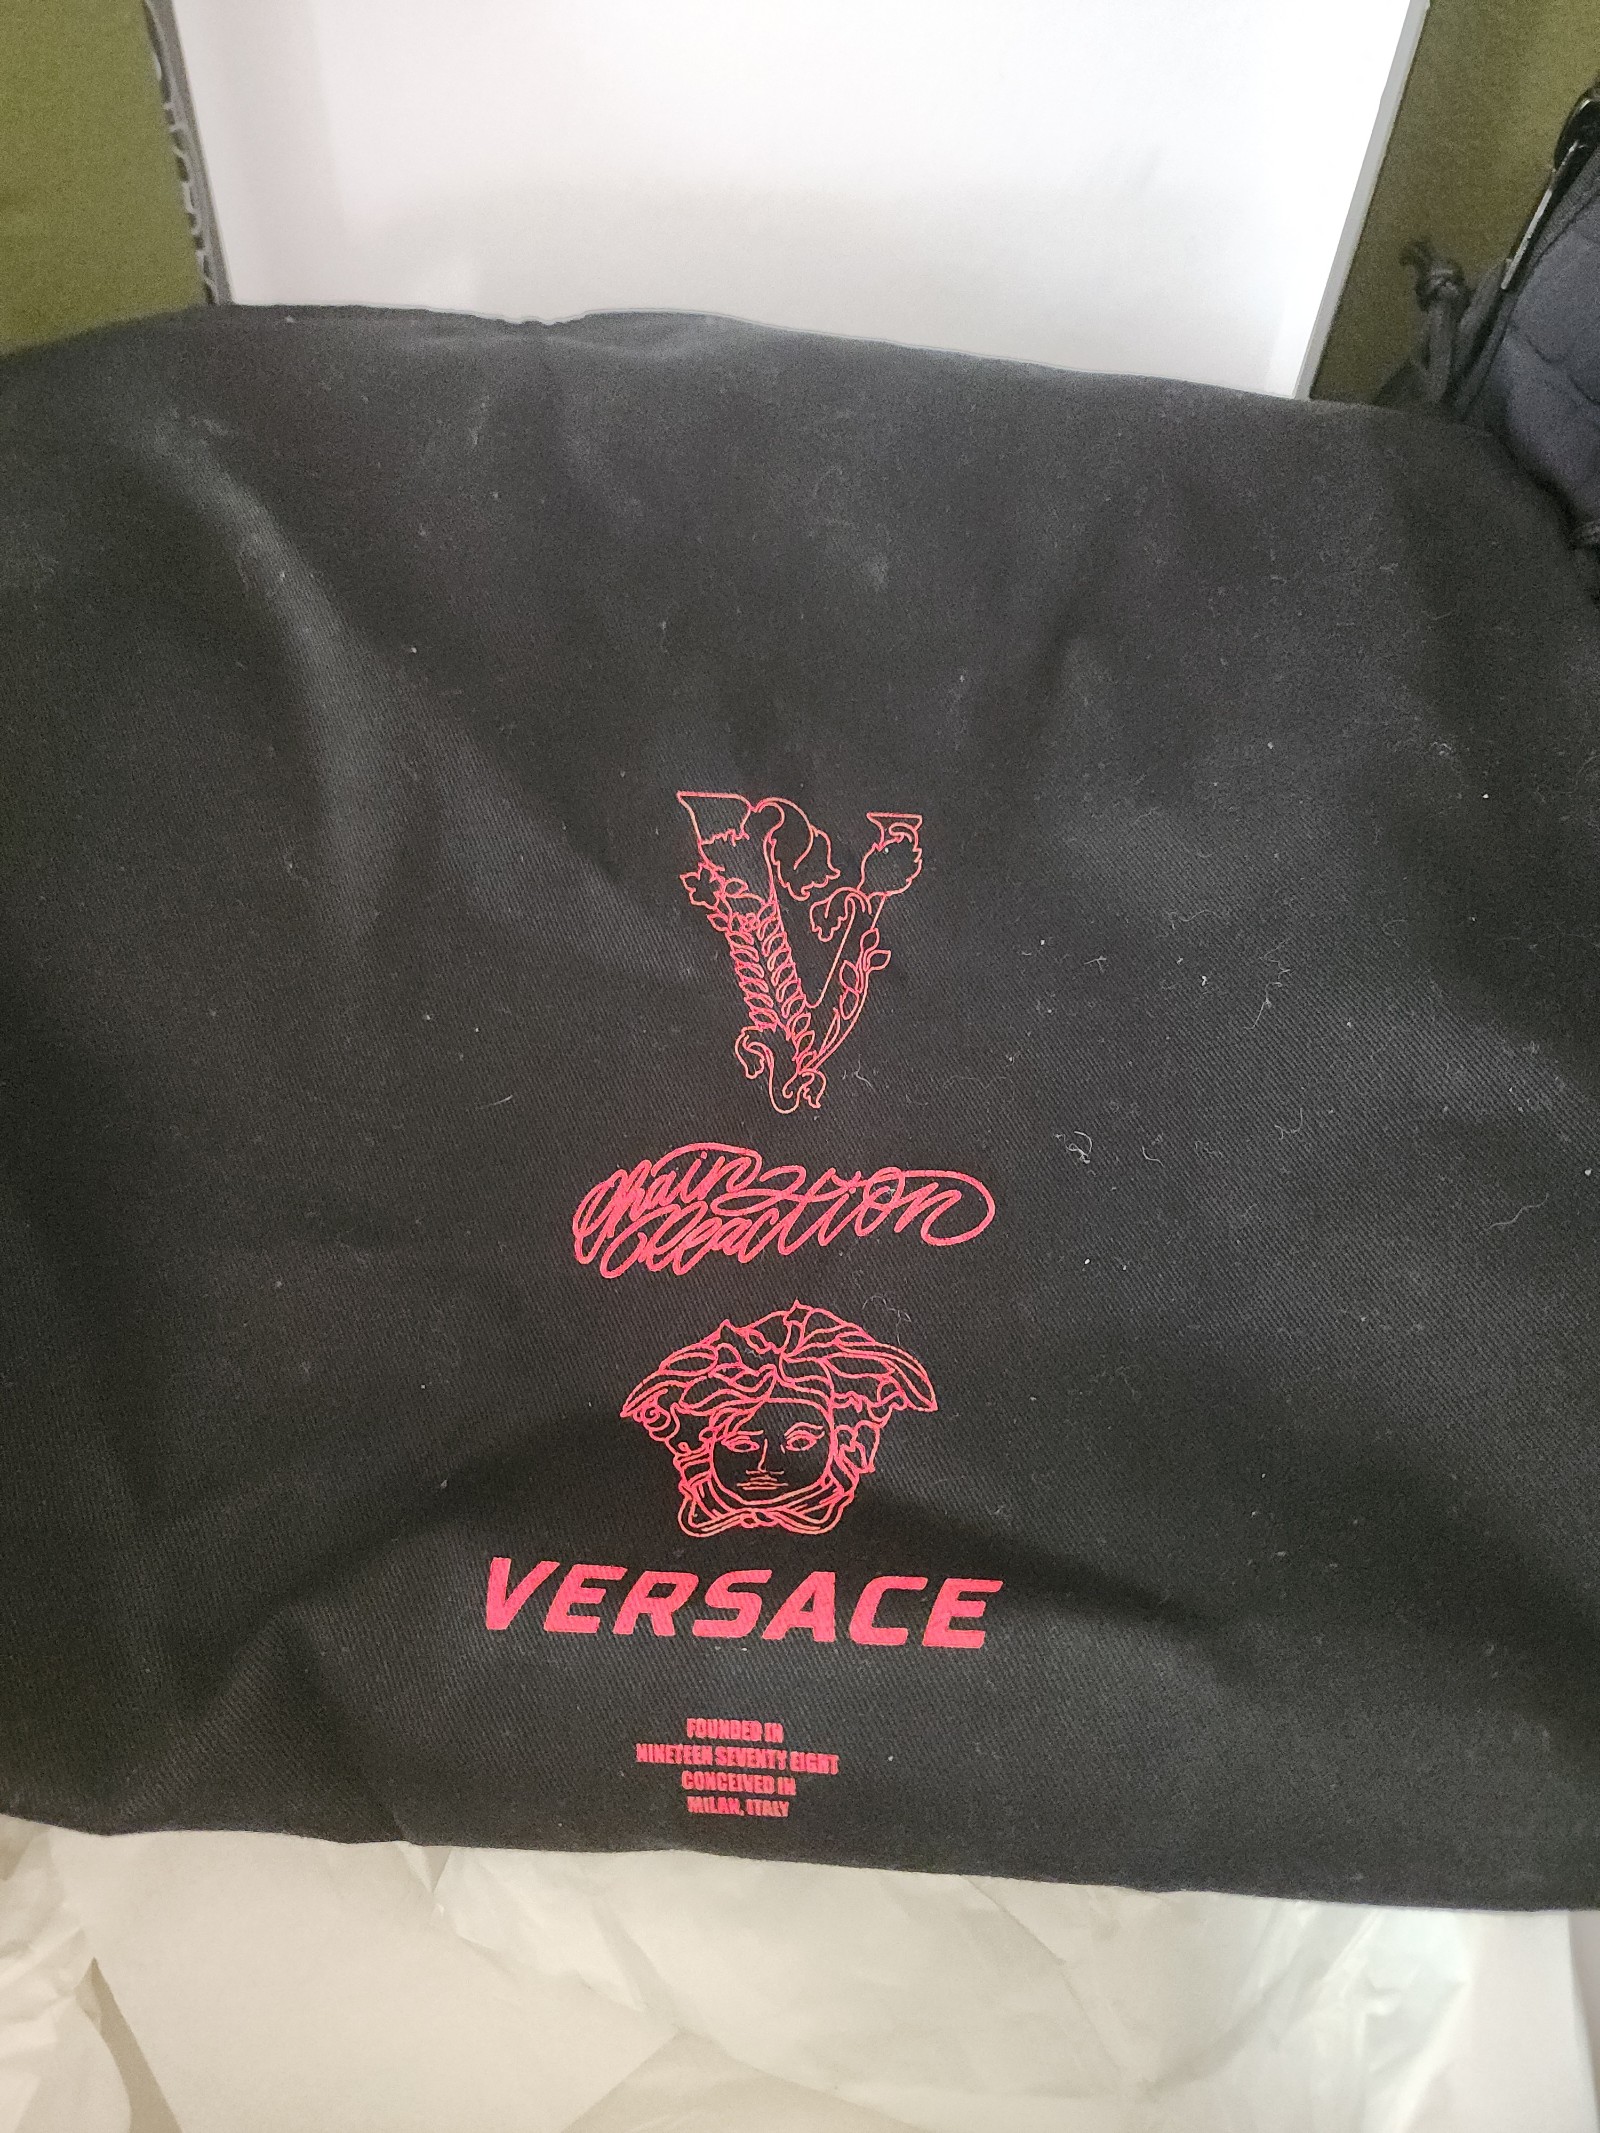 V
Chain
Reaction
VERSACE
FOUNDED IN
NINETEEN SEVENTY EIGHT
CONCEIVED IN
MILAN, ITALY